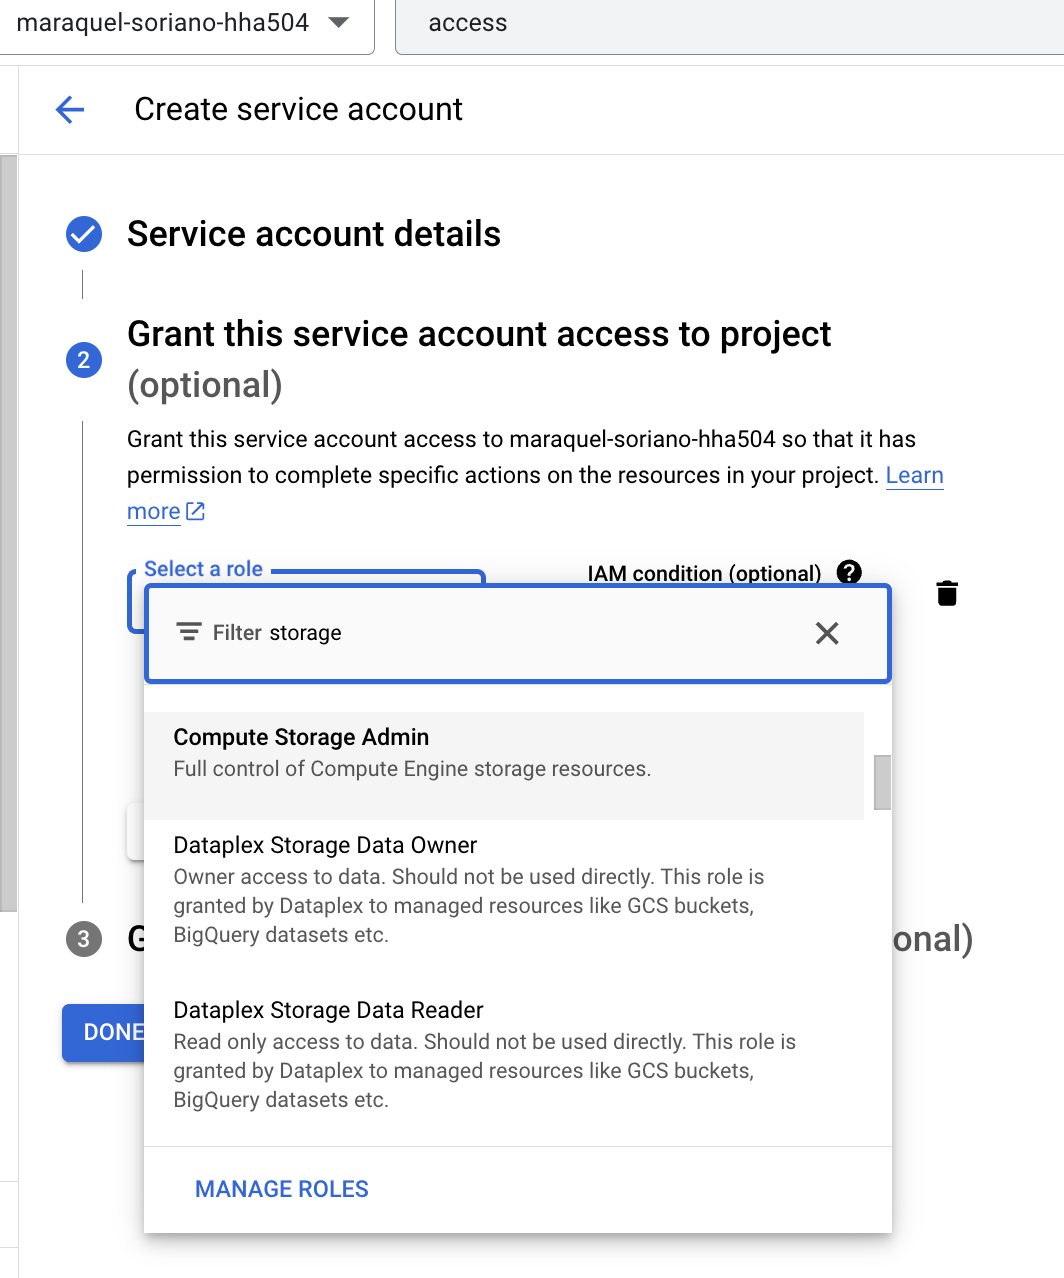 maraquel-soriano-hha504
access
Create service account
Service account details
2
Grant this service account access to project
(optional)
Grant this service account access to maraquel-soriano-hha504 so that it has
permission to complete specific actions on the resources in your project. Learn
more
Select a role
IAM condition (optional)
?
Filter storage
Compute Storage Admin
Full control of Compute Engine storage resources.
Dataplex Storage Data Owner
Owner access to data. Should not be used directly. This role is
granted by Dataplex to managed resources like GCS buckets,
BigQuery datasets etc.
3
G
onal)
Dataplex Storage Data Reader
DONE
Read only access to data. Should not be used directly. This role is
granted by Dataplex to managed resources like GCS buckets,
BigQuery datasets etc.
MANAGE ROLES